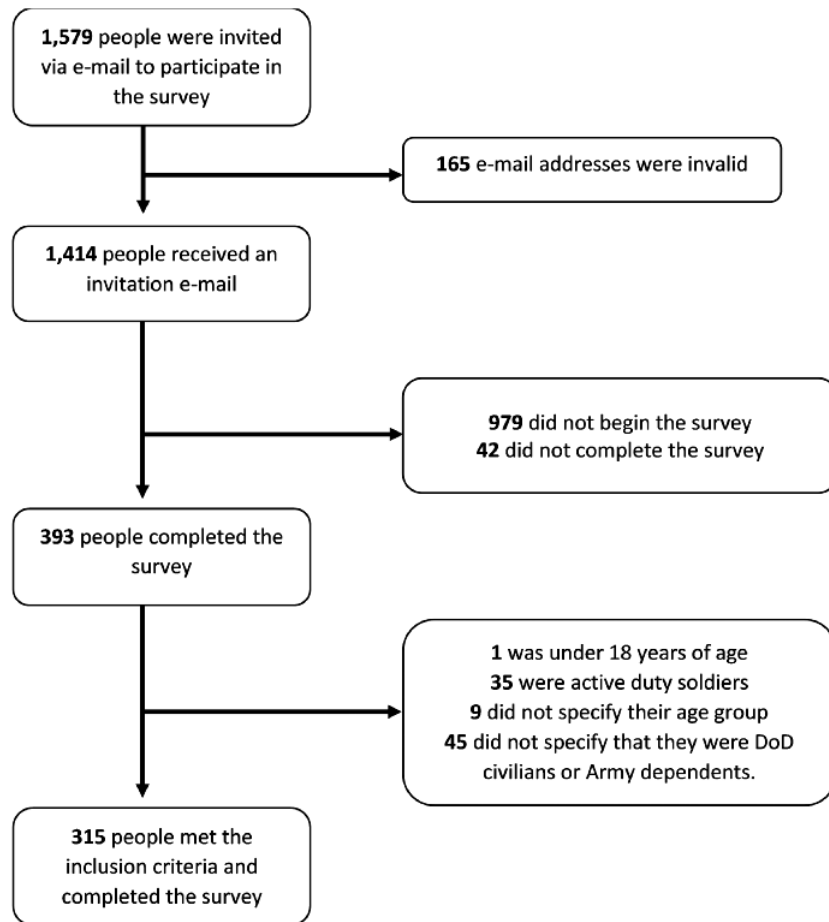 1,579 people were invited
via e-mail to participate in
the survey
165 e-mail addresses were invalid
1,414 people received an
invitation e-mail
979 did not begin the survey
42 did not complete the survey
393 people completed the
survey
1 was under 18 years of age
35 were active duty soldiers
9 did not specify their age group
45 did not specify that they were DoD
civilians or Army dependents.
315 people met the
inclusion criteria and
completed the survey